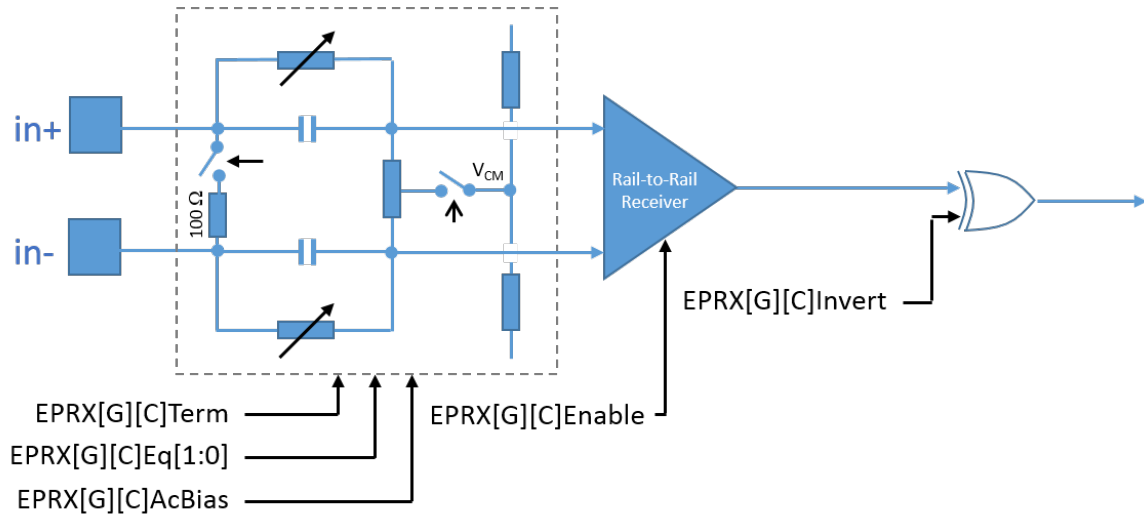 in+
in-
100 Ω
VCM
Rail-to-Rail
Receiver
EPRX[G][C]Invert
EPRX[G][C]Term
EPRX[G][C]Enable
EPRX[G][C]Eq[1:0]
EPRX[G][C]AcBias